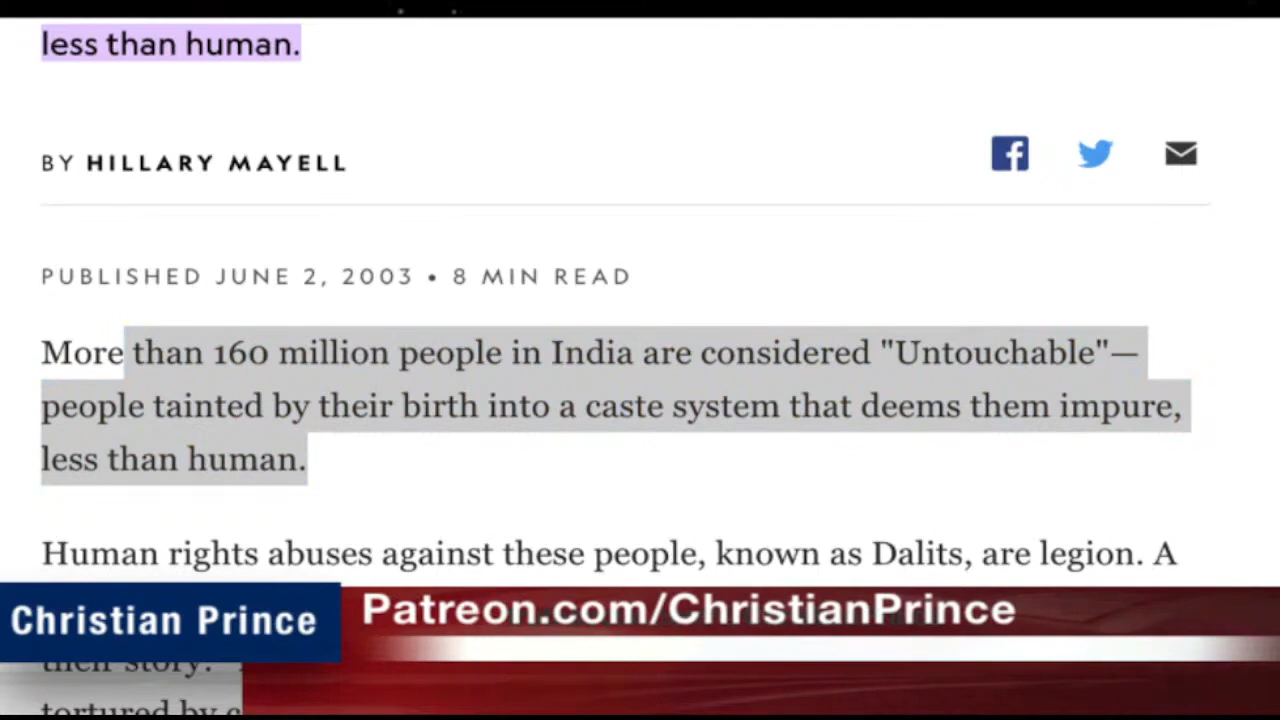 less than human.
BY HILLARY MAYELL
PUBLISHED JUNE 2, 2003 • 8 MIN READ
More than 160 million people in India are considered "Untouchable"—
people tainted by their birth into a caste system that deems them impure,
less than human.
Human rights abuses against these people, known as Dalits, are legion. A
Christian Prince
Patreon.com/ChristianPrince
their story.
tortured by